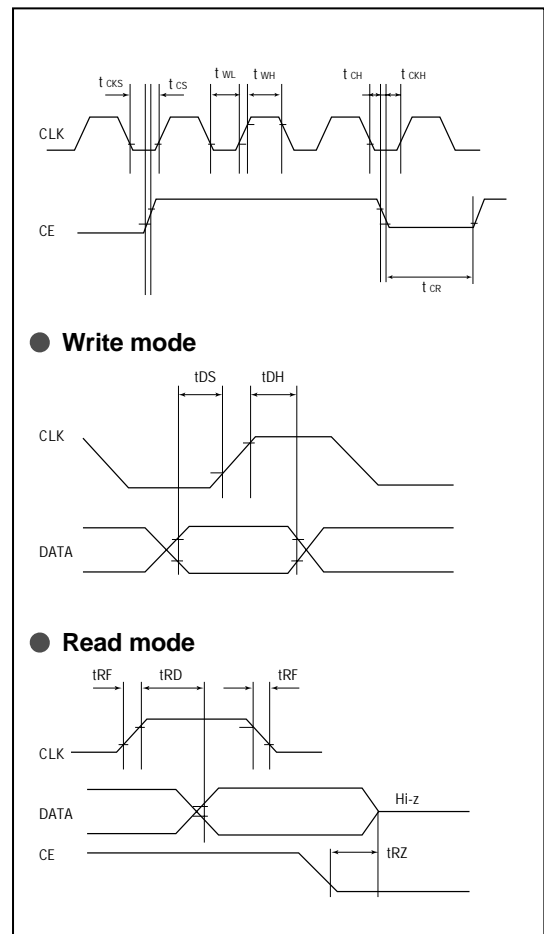 t CKS t CS t WL t WH t CH t CKH
CLK
CE
t CR
● Write mode
tDS tDH
CLK
DATA
● Read mode
tRF tRD tRF
CLK
DATA Hi-z
CE
tRZ